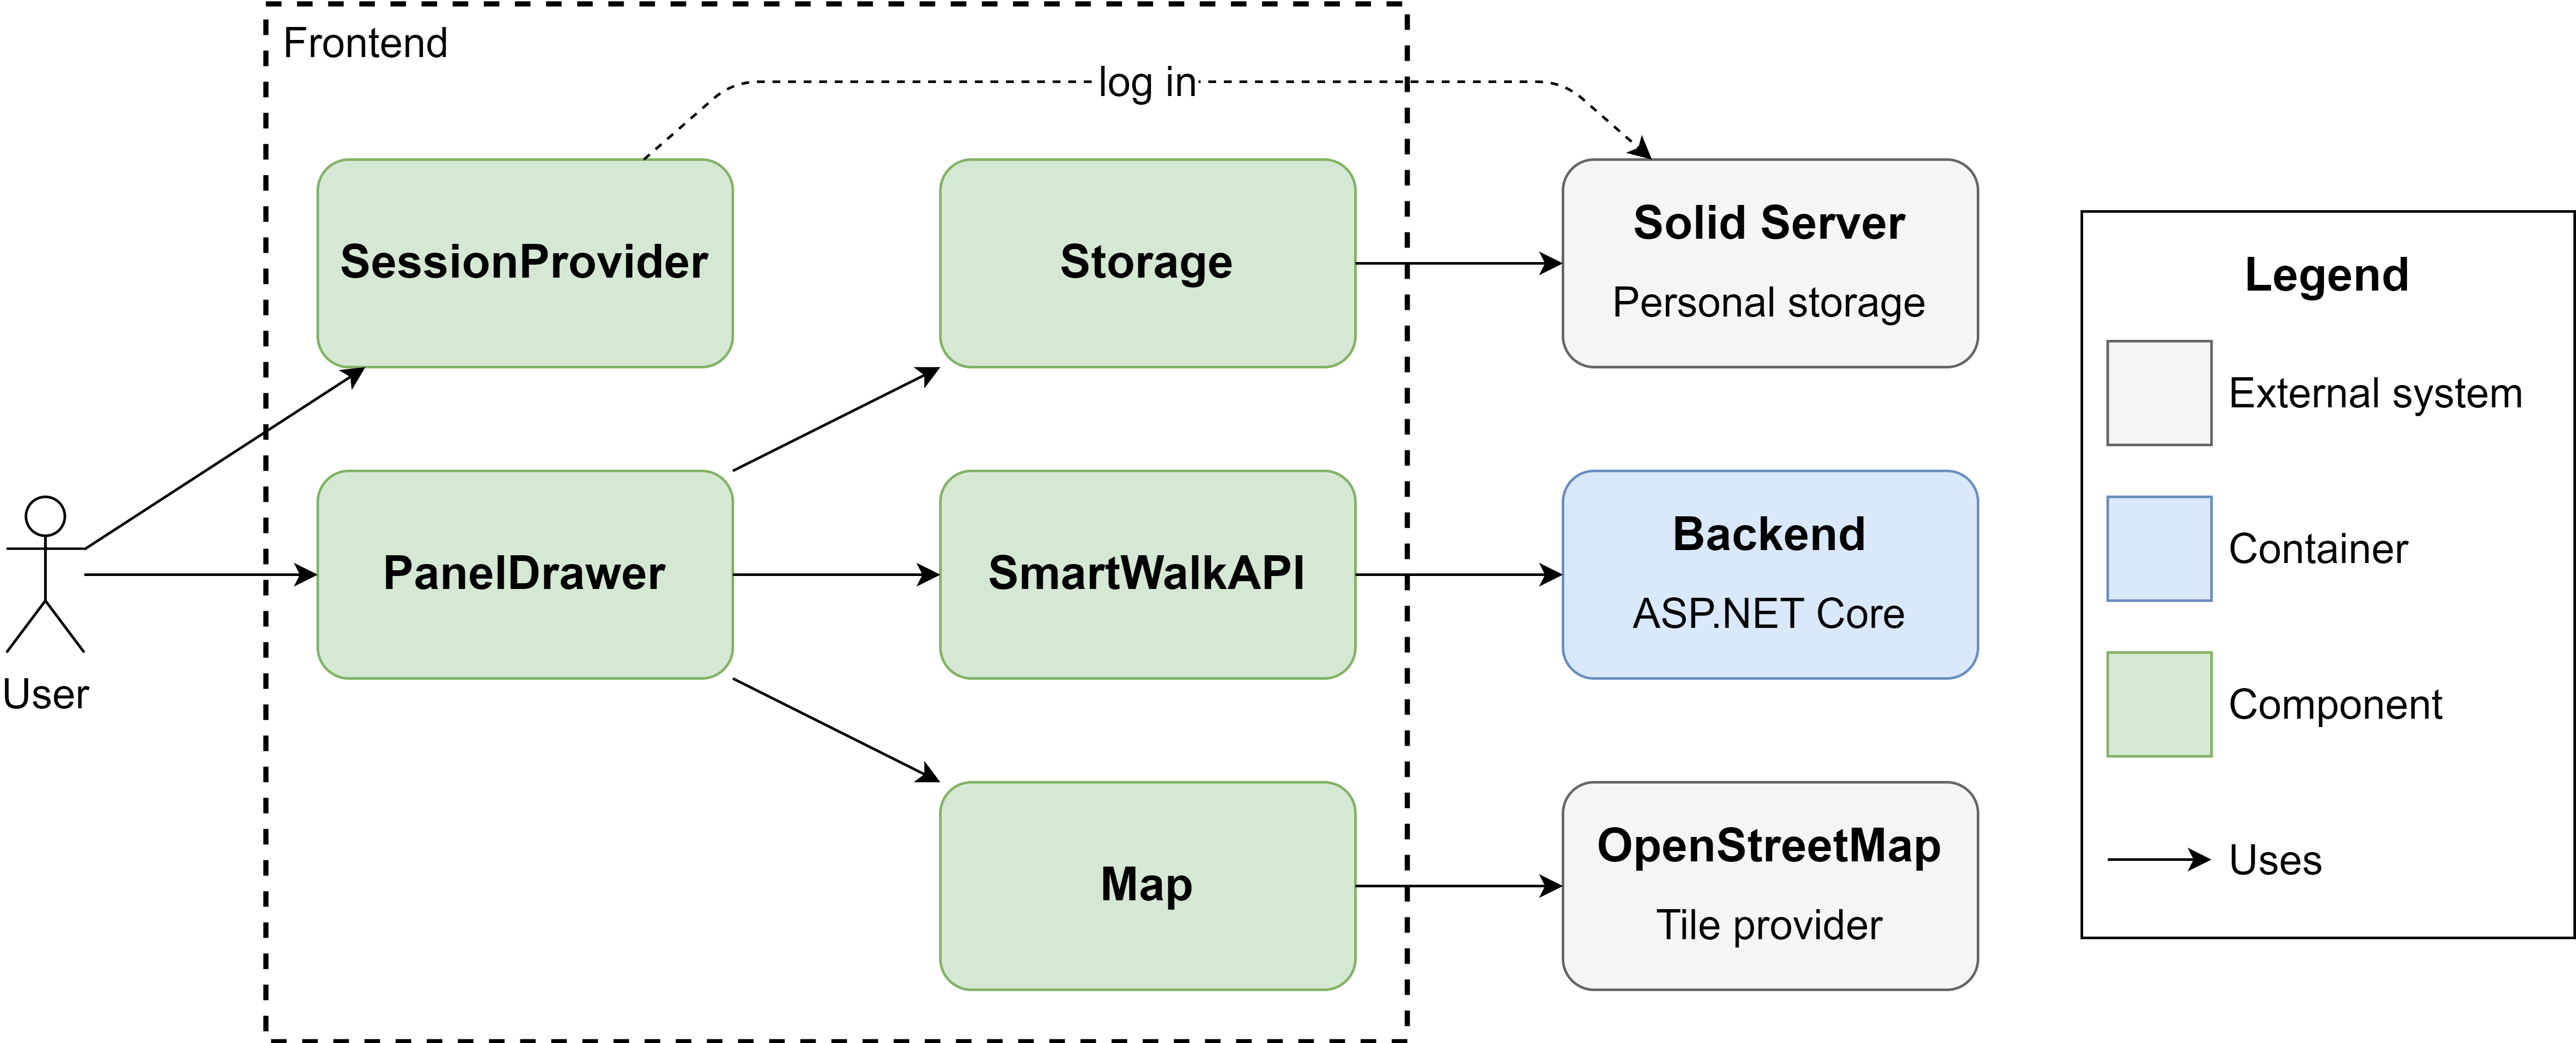 Frontend
log in
SessionProvider
Storage
Solid Server
Personal storage
PanelDrawer
SmartWalkAPI
Backend
ASP.NET Core
User
Map
OpenStreetMap
Tile provider
Legend
External system
Container
Component
Uses